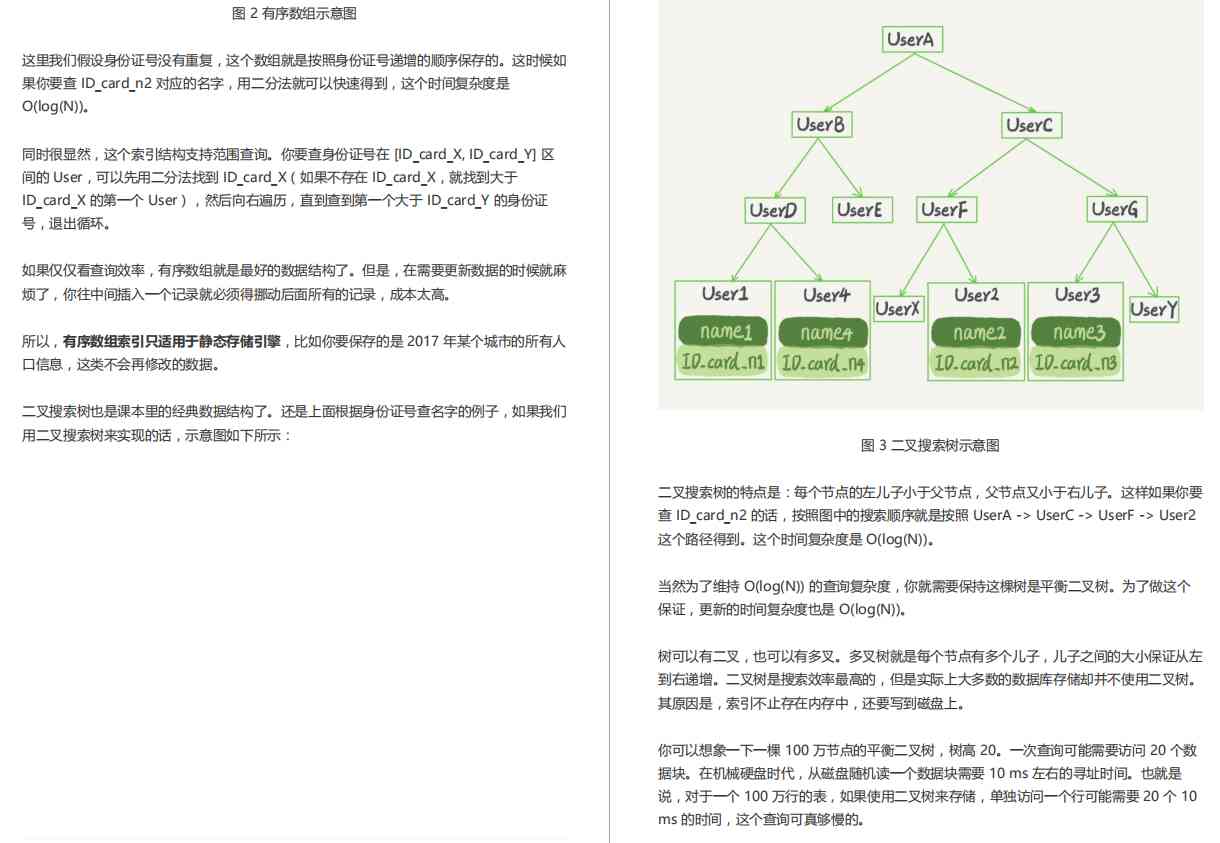 图 2 有序数组示意图
这里我们假设身份证号没有重复，这个数组就是按照身份证号递增的顺序保存的。这时候如
果你要查 ID_card_n2 对应的名字，用二分法就可以快速得到，这个时间复杂度是
O(log(N))。
同时很显然，这个索引结构支持范围查询。你要查身份证号在 [ID_card_X, ID_card_Y] 区
间的 User，可以先用二分法找到 ID_card_X（如果不存在 ID_card_X，就找到大于
ID_card_X 的第一个 User），然后向右遍历，直到查到第一个大于 ID_card_Y 的身份证
号，退出循环。
如果仅仅看查询效率，有序数组就是最好的数据结构了。但是，在需要更新数据的时候就麻
烦了，你往中间插入一个记录就必须得挪动后面所有的记录，成本太高。
所以，有序数组索引只适用于静态存储引擎，比如你要保存的是 2017 年某个城市的所有人
口信息，这类不会再修改的数据。
二叉搜索树也是课本里的经典数据结构了。还是上面根据身份证号查名字的例子，如果我们
用二叉搜索树来实现的话，示意图如下所示：
UserA
UserB UserC
UserD UserE UserF UserG
User1 User4 UserX User2 User3 UserY
name1 name4 name2 name3
ID_card_n1 ID_card_n4 ID_card_n2 ID_card_n3
图 3 二叉搜索树示意图
二叉搜索树的特点是：每个节点的左儿子小于父节点，父节点又小于右儿子。这样如果你要
查 ID_card_n2 的话，按照图中的搜索顺序就是按照 UserA -> UserC -> UserF -> User2
这个路径得到。这个时间复杂度是 O(log(N))。
当然为了维持 O(log(N)) 的查询复杂度，你就需要保持这棵树是平衡二叉树。为了做这个
保证，更新的时间复杂度也是 O(log(N))。
树可以有二叉，也可以有多叉。多叉树就是每个节点有多个儿子，儿子之间的大小保证从左
到右递增。二叉树是搜索效率最高的，但是实际上大多数的数据库存储却并不使用二叉树。
其原因是，索引不止存在内存中，还要写到磁盘上。
你可以想象一下一棵 100 万节点的平衡二叉树，树高 20。一次查询可能需要访问 20 个数
据块。在机械硬盘时代，从磁盘随机读一个数据块需要 10 ms 左右的寻址时间。也就是
说，对于一个 100 万行的表，如果使用二叉树来存储，单独访问一个行可能需要 20 个 10
ms 的时间，这个查询可真够慢的。